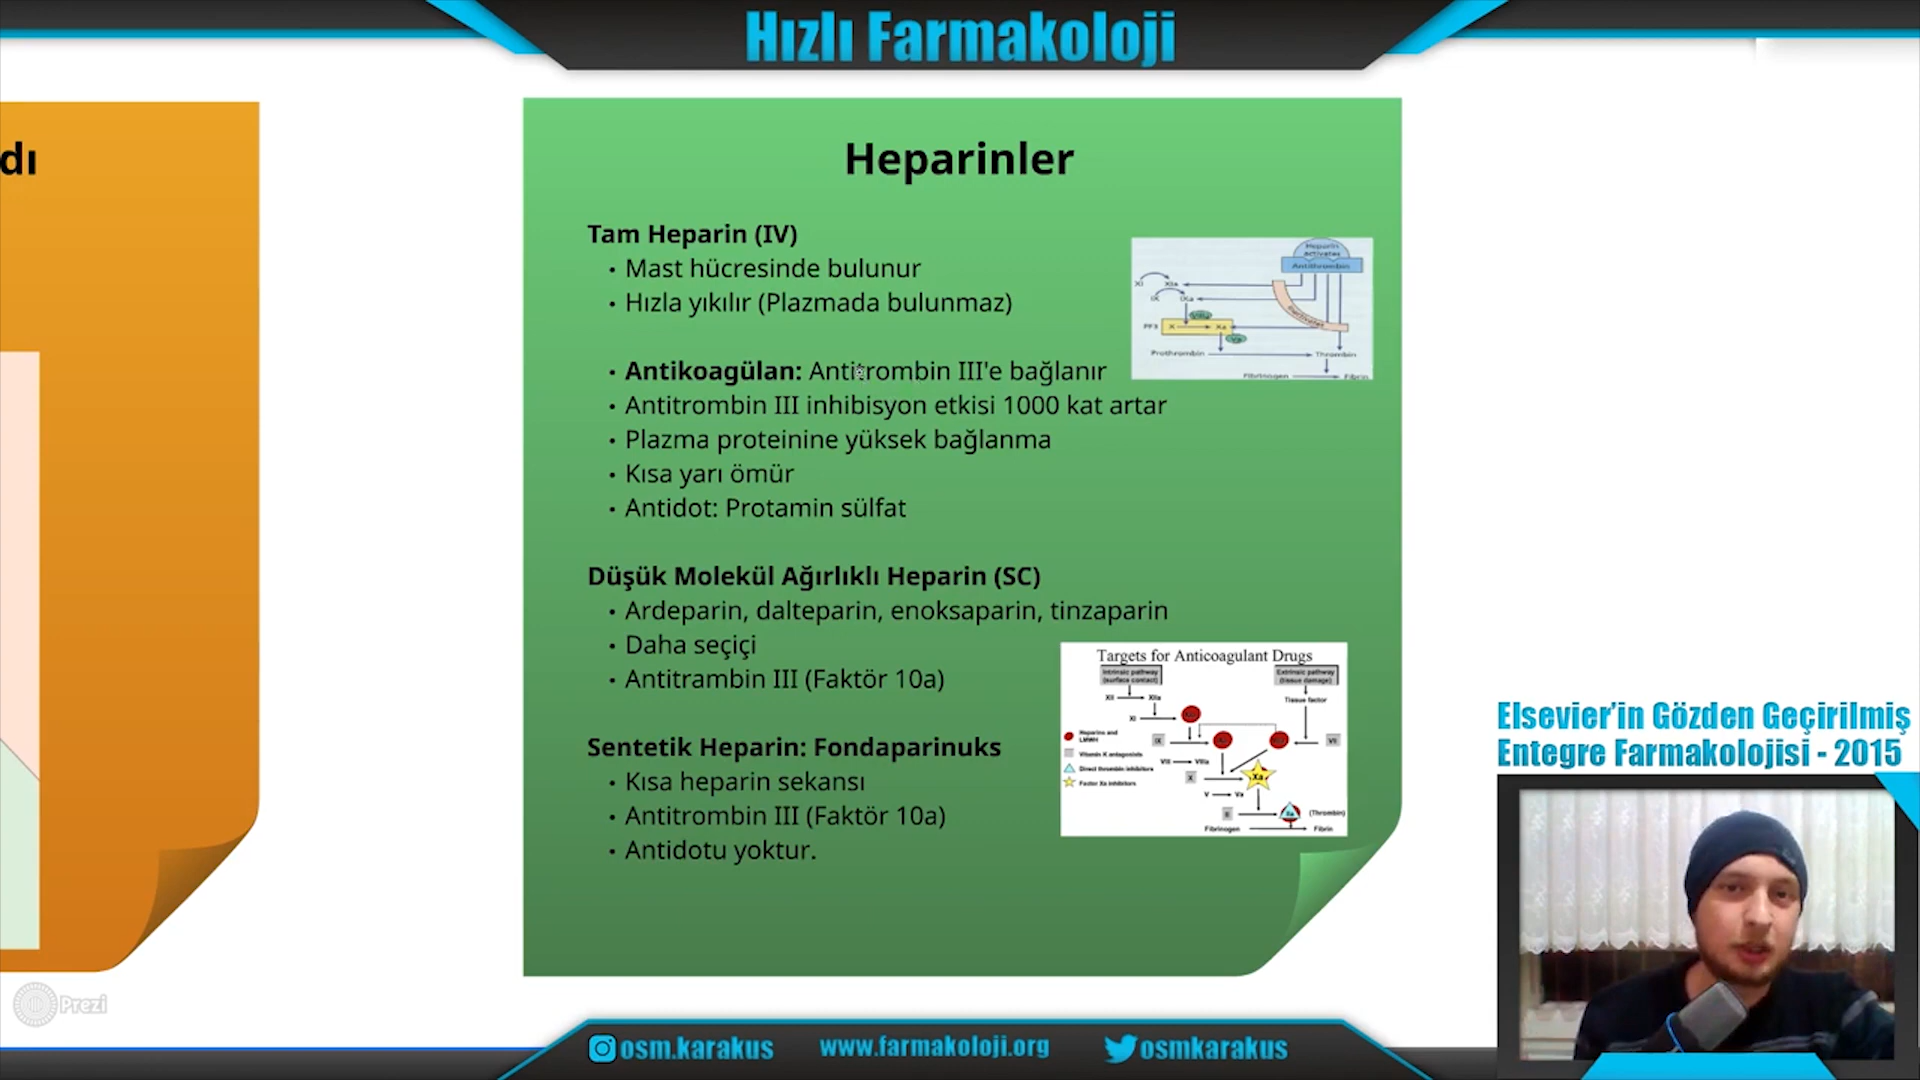 Hızlı Farmakoloji
dı
Heparinler
Tam Heparin (IV)
• Mast hücresinde bulunur
• Hızla yıkılır (Plazmada bulunmaz)
• Antikoagülan: Antitrombin III'e bağlanır
• Antitrombin III inhibisyon etkisi 1000 kat artar
• Plazma proteinine yüksek bağlanma
• Kısa yarı ömür
• Antidot: Protamin sülfat
Heparin
activates
Antithrombin
XI XIa
IX IXa
PF3 X Xa
Va
Prothrombin Thrombin
Fibrinogen Fibrin
Düşük Molekül Ağırlıklı Heparin (SC)
• Ardeparin, dalteparin, enoksaparin, tinzaparin
• Daha seçiçi
• Antitrambin III (Faktör 10a)
Sentetik Heparin: Fondaparinuks
• Kısa heparin sekansı
• Antitrombin III (Faktör 10a)
• Antidotu yoktur.
Targets for Anticoagulant Drugs
Intrinsic pathway
(surface contact)
Extrinsic pathway
(tissue damage)
XII XIIa
Tissue factor
XI
Heparins and
LMWH
IX VII
Vitamin K antagonists
VIII VIIIa
Direct thrombin inhibitors
X Xa
Factor Xa inhibitors
V Va
II IIa (Thrombin)
Fibrinogen Fibrin
Elsevier’in Gözden Geçirilmiş
Entegre Farmakolojisi - 2015
Prezi
osm.karakus
www.farmakoloji.org
osmkarakus